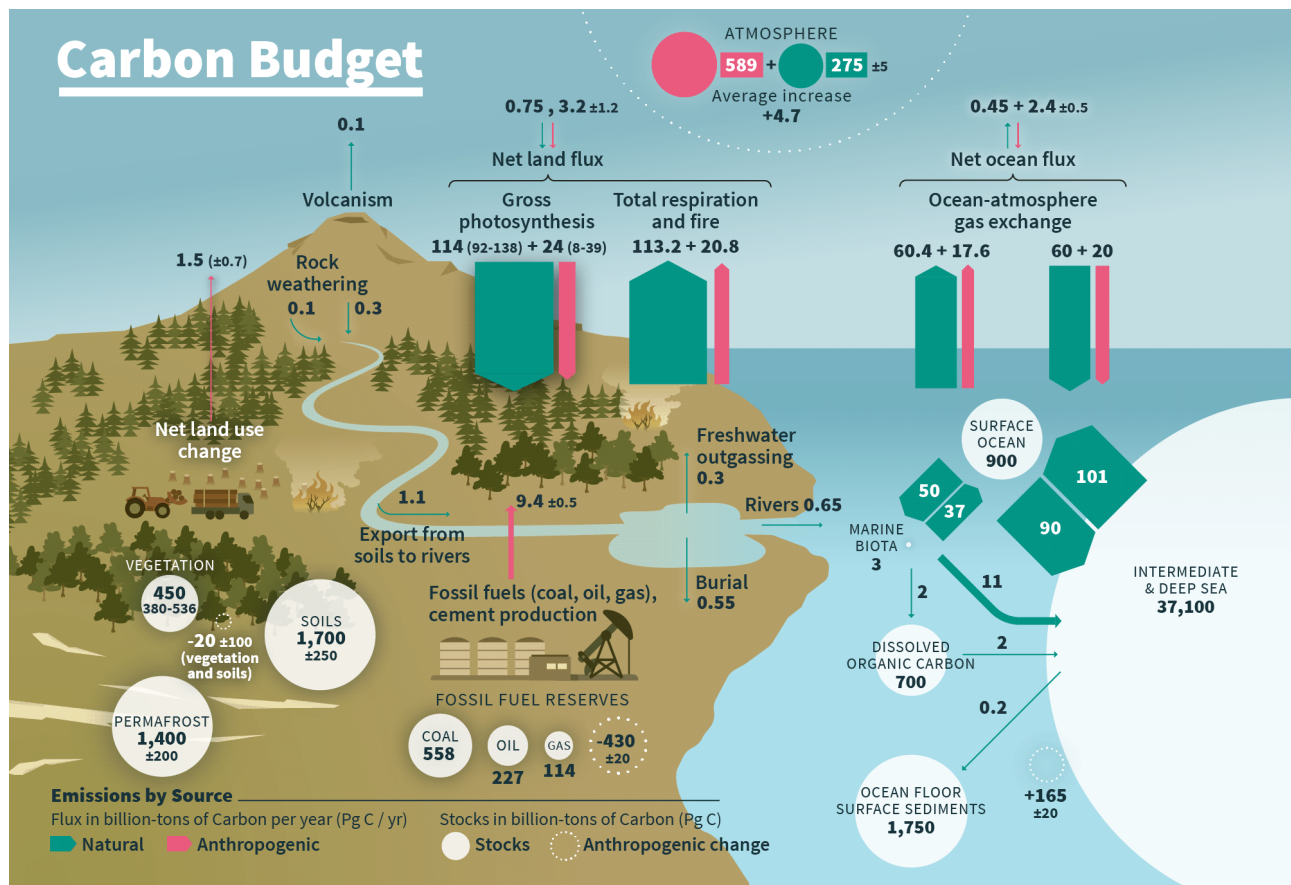 Carbon Budget
ATMOSPHERE
589 + 275 ±5
Average increase
+4.7
0.1
Volcanism
0.75 , 3.2 ±1.2
Net land flux
Gross
photosynthesis
114 (92-138) + 24 (8-39)
Total respiration
and fire
113.2 + 20.8
0.45 + 2.4 ±0.5
Net ocean flux
Ocean-atmosphere
gas exchange
60.4 + 17.6
60 + 20
1.5 (±0.7)
Rock
weathering
0.1
0.3
Net land use
change
1.1
Export from
soils to rivers
9.4 ±0.5
Fossil fuels (coal, oil, gas),
cement production
Freshwater
outgassing
0.3
Rivers 0.65
Burial
0.55
SURFACE
OCEAN
900
50
37
101
90
MARINE
BIOTA
3
2
11
DISSOLVED
ORGANIC CARBON
700
2
0.2
INTERMEDIATE
& DEEP SEA
37,100
OCEAN FLOOR
SURFACE SEDIMENTS
1,750
+165
±20
VEGETATION
450
380-536
-20 ±100
(vegetation
and soils)
SOILS
1,700
±250
PERMAFROST
1,400
±200
FOSSIL FUEL RESERVES
COAL
558
OIL
227
GAS
114
-430
±20
Emissions by Source
Flux in billion-tons of Carbon per year (Pg C / yr)
Natural
Anthropogenic
Stocks in billion-tons of Carbon (Pg C)
Stocks
Anthropogenic change